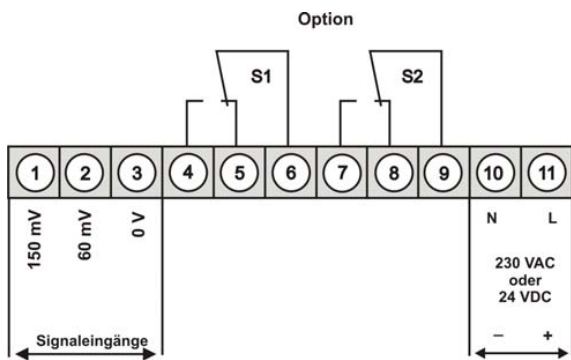 Option
S1
S2
1 2 3 4 5 6 7 8 9 10 11
150 mV
60 mV
0 V
N L
230 VAC
oder
24 VDC
– +
Signaleingänge